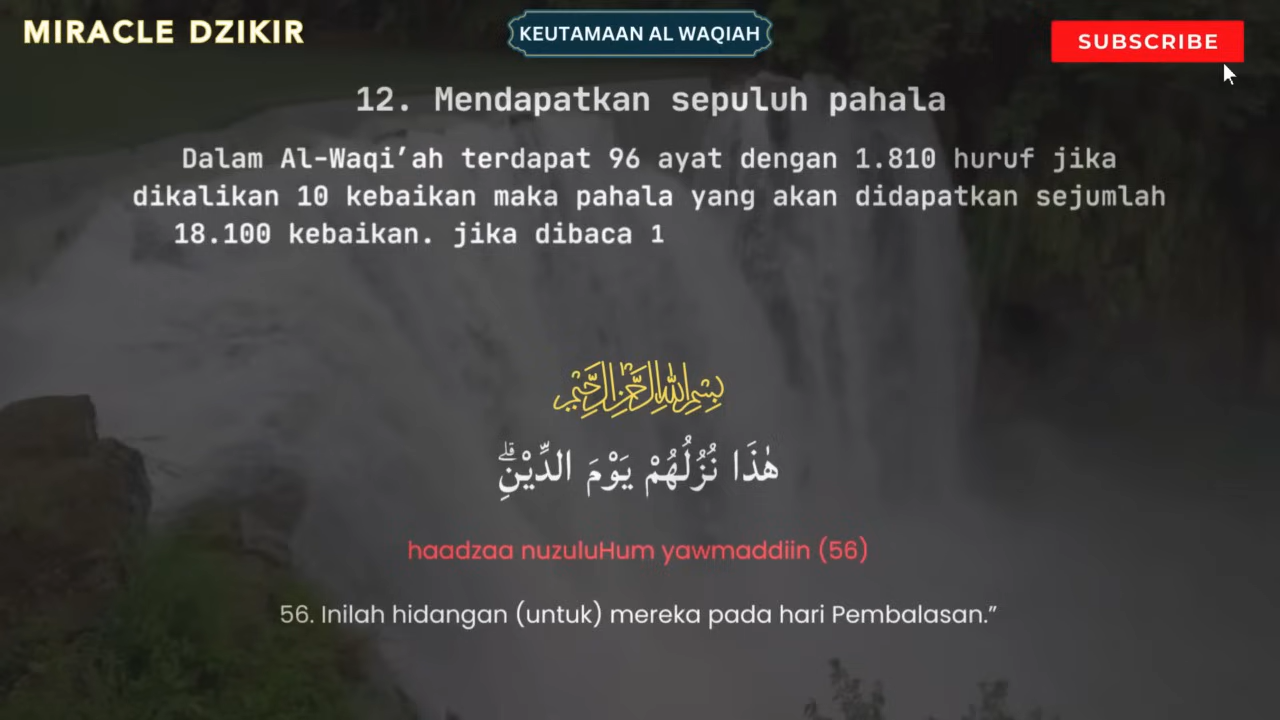 MIRACLE DZIKIR
KEUTAMAAN AL WAQIAH
SUBSCRIBE
12. Mendapatkan sepuluh pahala
Dalam Al-Waqi’ah terdapat 96 ayat dengan 1.810 huruf jika
dikalikan 10 kebaikan maka pahala yang akan didapatkan sejumlah
18.100 kebaikan. jika dibaca 1
بِسْمِ اللّٰهِ الرَّحْمٰنِ الرَّحِيْمِ
هٰذَا نُزُلُهُمْ يَوْمَ الدِّيْنِۗ
haadzaa nuzuluHum yawmaddiin (56)
56. Inilah hidangan (untuk) mereka pada hari Pembalasan.”